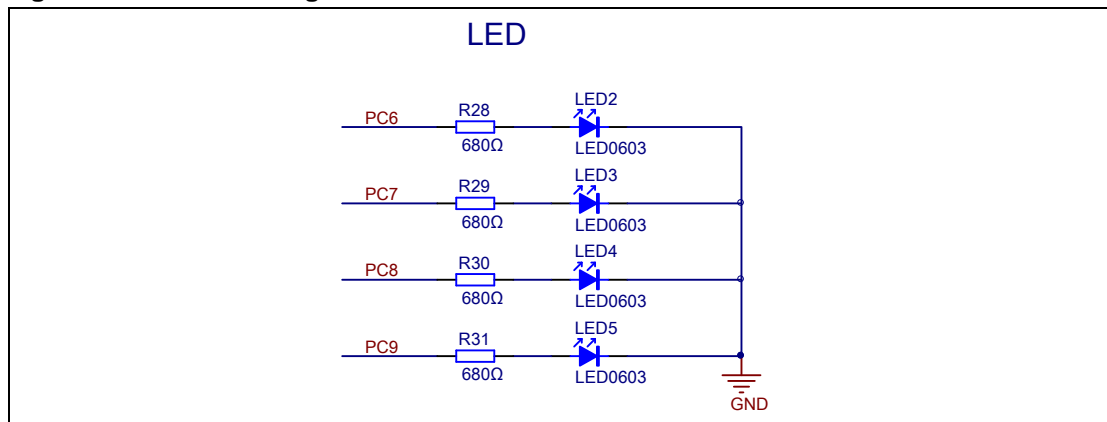 LED
LED2
PC6
R28
680Ω
LED0603
LED3
PC7
R29
680Ω
LED0603
LED4
PC8
R30
680Ω
LED0603
LED5
PC9
R31
680Ω
LED0603
GND